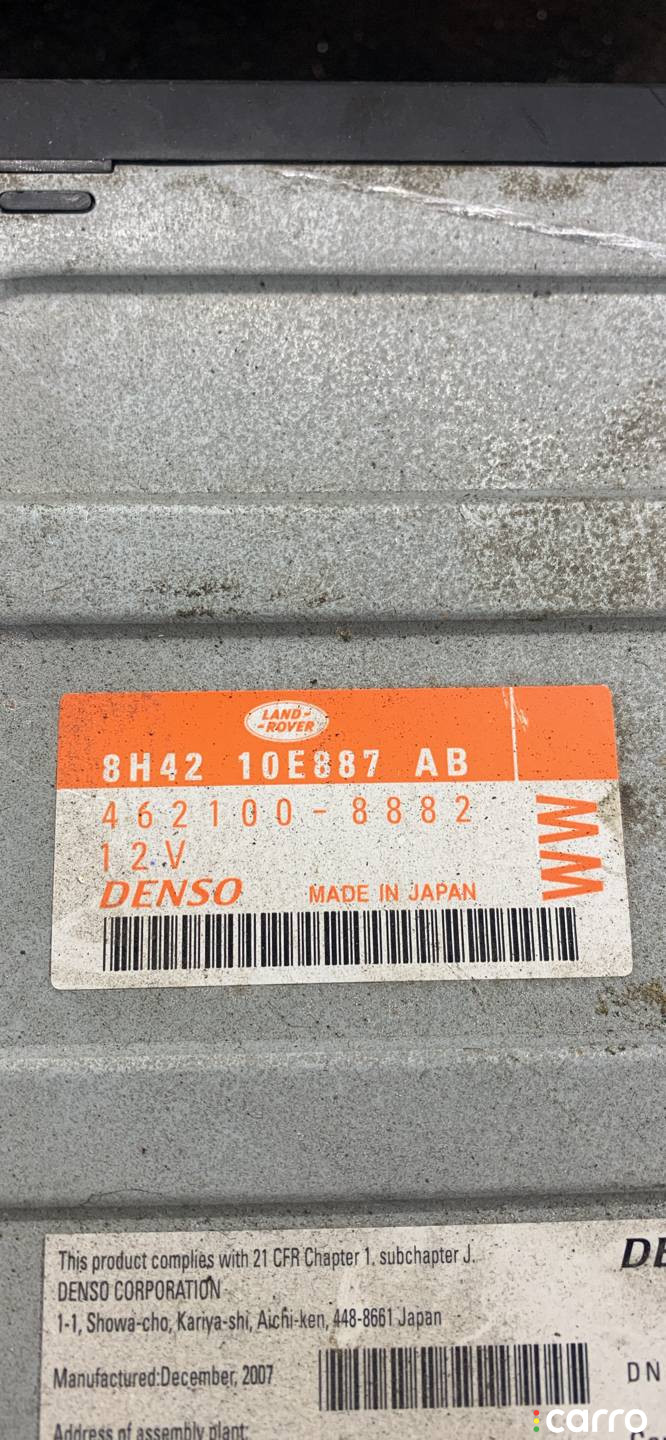 LAND-
-ROVER
8H42 10E887 AB
462100-8882
12V
MM
DENSO MADE IN JAPAN
This product complies with 21 CFR Chapter 1. subchapter J.
DENSO CORPORATION
1-1, Showa-cho, Kariya-shi, Aichi-ken, 448-8661 Japan
Manufactured:December, 2007
DN
Address of assembly plant:
carro